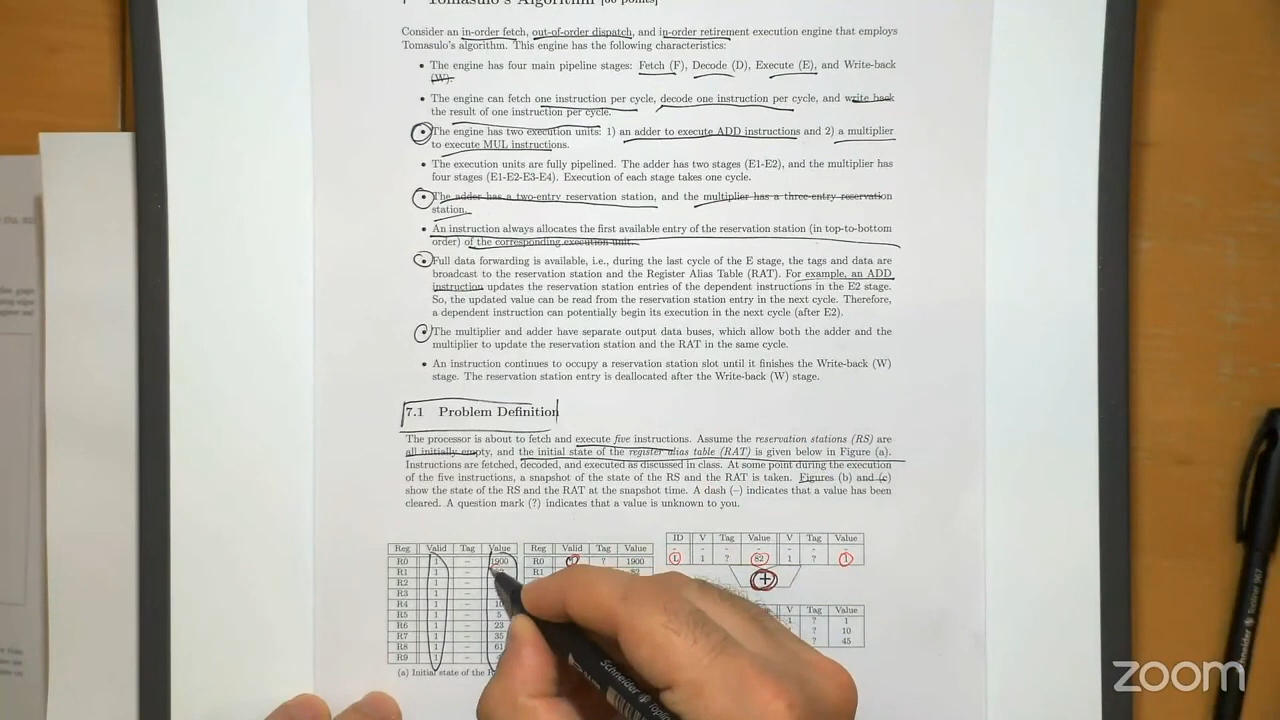 7 Tomasulo's Algorithm [60 points]
Consider an in-order fetch, out-of-order dispatch, and in-order retirement execution engine that employs
Tomasulo's algorithm. This engine has the following characteristics:
• The engine has four main pipeline stages: Fetch (F), Decode (D), Execute (E), and Write-back
(W).
• The engine can fetch one instruction per cycle, decode one instruction per cycle, and write back
the result of one instruction per cycle.
• The engine has two execution units: 1) an adder to execute ADD instructions and 2) a multiplier
to execute MUL instructions.
• The execution units are fully pipelined. The adder has two stages (E1-E2), and the multiplier has
four stages (E1-E2-E3-E4). Execution of each stage takes one cycle.
• The adder has a two-entry reservation station, and the multiplier has a three-entry reservation
station.
• An instruction always allocates the first available entry of the reservation station (in top-to-bottom
order) of the corresponding execution unit.
• Full data forwarding is available, i.e., during the last cycle of the E stage, the tags and data are
broadcast to the reservation station and the Register Alias Table (RAT). For example, an ADD
instruction updates the reservation station entries of the dependent instructions in the E2 stage.
So, the updated value can be read from the reservation station entry in the next cycle. Therefore,
a dependent instruction can potentially begin its execution in the next cycle (after E2).
• The multiplier and adder have separate output data buses, which allow both the adder and the
multiplier to update the reservation station and the RAT in the same cycle.
• An instruction continues to occupy a reservation station slot until it finishes the Write-back (W)
stage. The reservation station entry is deallocated after the Write-back (W) stage.
7.1 Problem Definition
The processor is about to fetch and execute five instructions. Assume the reservation stations (RS) are
all initially empty, and the initial state of the register alias table (RAT) is given below in Figure (a).
Instructions are fetched, decoded, and executed as discussed in class. At some point during the execution
of the five instructions, a snapshot of the state of the RS and the RAT is taken. Figures (b) and (c)
show the state of the RS and the RAT at the snapshot time. A dash (–) indicates that a value has been
cleared. A question mark (?) indicates that a value is unknown to you.
Reg Valid Tag Value
R0 1 – 1900
R1 1 –
R2 1 –
R3 1 –
R4 1 – 10
R5 1 – 5
R6 1 – 23
R7 1 – 35
R8 1 – 61
R9 1 –
(a) Initial state of the
Reg Valid Tag Value
R0 ? 1900
R1 82
ID V Tag Value V Tag Value
- - - - - - -
L 1 ? 82 1 ? 1
+
Value V Tag Value
1 ? 1
? 10
? 45
Schneider
Schneider Topliner 967
zoom